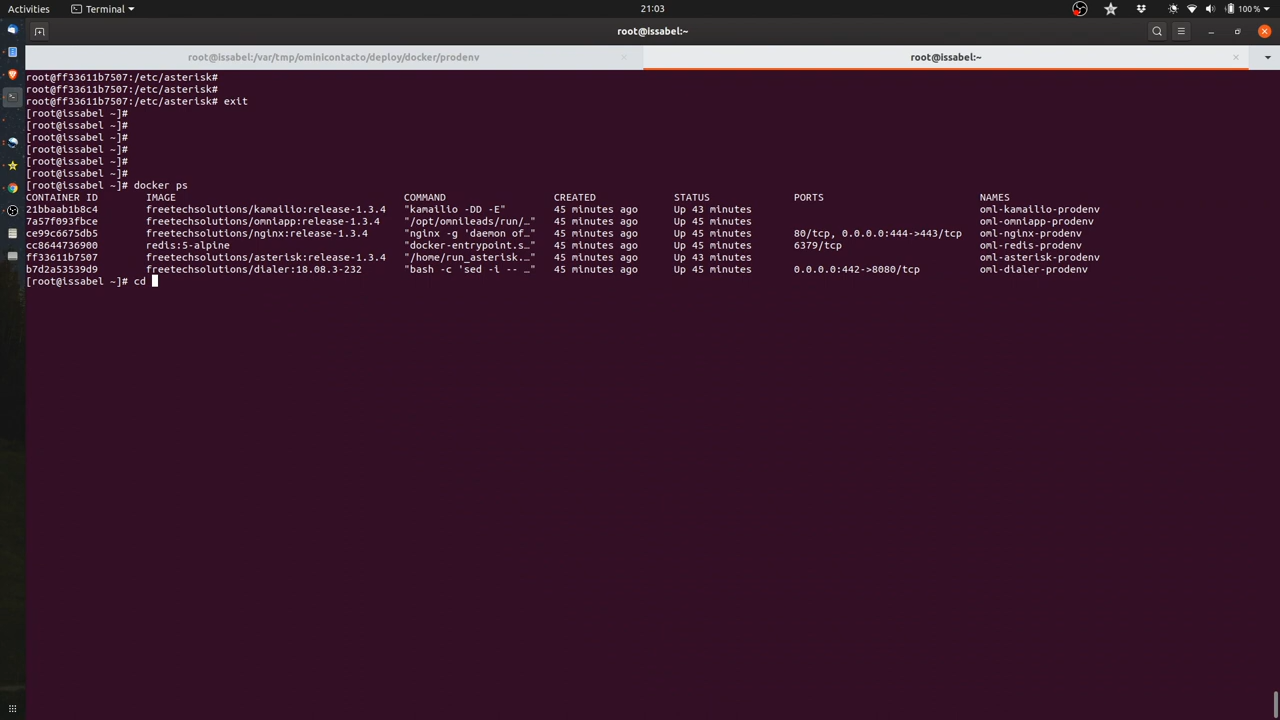 Activities Terminal 21:03 100 %
root@issabel:~
root@issabel:/var/tmp/ominicontacto/deploy/docker/prodenv root@issabel:~
root@ff33611b7507:/etc/asterisk#
root@ff33611b7507:/etc/asterisk#
root@ff33611b7507:/etc/asterisk# exit
[root@issabel ~]#
[root@issabel ~]#
[root@issabel ~]#
[root@issabel ~]#
[root@issabel ~]#
[root@issabel ~]#
[root@issabel ~]# docker ps
CONTAINER ID IMAGE COMMAND CREATED STATUS PORTS NAMES
21bbaab1b8c4 freetechsolutions/kamailio:release-1.3.4 "kamailio -DD -E" 45 minutes ago Up 43 minutes oml-kamailio-prodenv
7a57f093fbce freetechsolutions/omniapp:release-1.3.4 "/opt/omnileads/run/…" 45 minutes ago Up 45 minutes oml-omniapp-prodenv
ce99c6675db5 freetechsolutions/nginx:release-1.3.4 "nginx -g 'daemon of…" 45 minutes ago Up 45 minutes 80/tcp, 0.0.0.0:444->443/tcp oml-nginx-prodenv
cc8644736900 redis:5-alpine "docker-entrypoint.s…" 45 minutes ago Up 45 minutes 6379/tcp oml-redis-prodenv
ff33611b7507 freetechsolutions/asterisk:release-1.3.4 "/home/run_asterisk.…" 45 minutes ago Up 43 minutes oml-asterisk-prodenv
b7d2a53539d9 freetechsolutions/dialer:18.08.3-232 "bash -c 'sed -i -- …" 45 minutes ago Up 45 minutes 0.0.0.0:442->8080/tcp oml-dialer-prodenv
[root@issabel ~]# cd